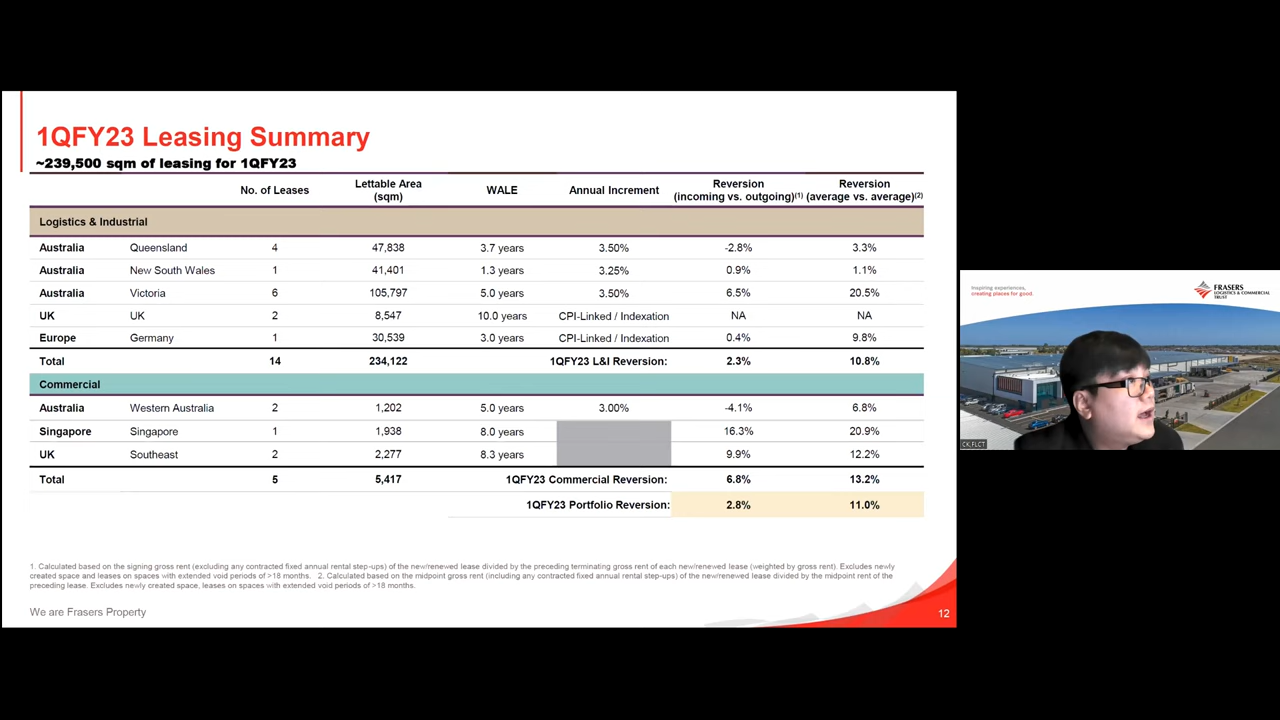 1QFY23 Leasing Summary
~239,500 sqm of leasing for 1QFY23
No. of Leases Lettable Area (sqm) WALE Annual Increment Reversion (incoming vs. outgoing)(1) Reversion (average vs. average)(2)
Logistics & Industrial
Australia Queensland 4 47,838 3.7 years 3.50% -2.8% 3.3%
Australia New South Wales 1 41,401 1.3 years 3.25% 0.9% 1.1%
Australia Victoria 6 105,797 5.0 years 3.50% 6.5% 20.5%
UK UK 2 8,547 10.0 years CPI-Linked / Indexation NA NA
Europe Germany 1 30,539 3.0 years CPI-Linked / Indexation 0.4% 9.8%
Total 14 234,122 1QFY23 L&I Reversion: 2.3% 10.8%
Commercial
Australia Western Australia 2 1,202 5.0 years 3.00% -4.1% 6.8%
Singapore Singapore 1 1,938 8.0 years 16.3% 20.9%
UK Southeast 2 2,277 8.3 years 9.9% 12.2%
Total 5 5,417 1QFY23 Commercial Reversion: 6.8% 13.2%
1QFY23 Portfolio Reversion: 2.8% 11.0%
1. Calculated based on the signing gross rent (excluding any contracted fixed annual rental step-ups) of the new/renewed lease divided by the preceding terminating gross rent of each new/renewed lease (weighted by gross rent). Excludes newly
created space and leases on spaces with extended void periods of >18 months. 2. Calculated based on the midpoint gross rent (including any contracted fixed annual rental step-ups) of the new/renewed lease divided by the midpoint rent of the
preceding lease. Excludes newly created space, leases on spaces with extended void periods of >18 months.
We are Frasers Property
12
Inspiring experiences,
creating places for good.
FRASERS
LOGISTICS & COMMERCIAL
TRUST
CK,FLCT